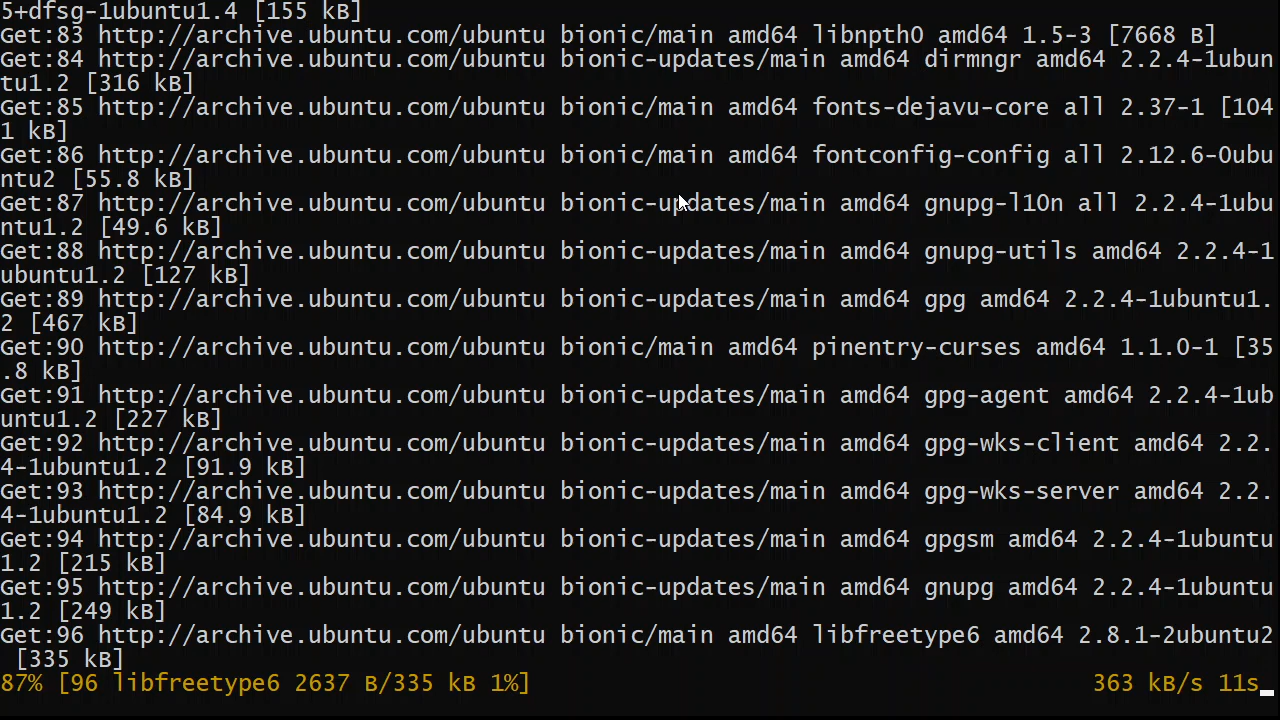 5+dfsg-1ubuntu1.4 [155 kB]
Get:83 http://archive.ubuntu.com/ubuntu bionic/main amd64 libnpth0 amd64 1.5-3 [7668 B]
Get:84 http://archive.ubuntu.com/ubuntu bionic-updates/main amd64 dirmngr amd64 2.2.4-1ubun
tu1.2 [316 kB]
Get:85 http://archive.ubuntu.com/ubuntu bionic/main amd64 fonts-dejavu-core all 2.37-1 [104
1 kB]
Get:86 http://archive.ubuntu.com/ubuntu bionic/main amd64 fontconfig-config all 2.12.6-0ubu
ntu2 [55.8 kB]
Get:87 http://archive.ubuntu.com/ubuntu bionic-updates/main amd64 gnupg-l10n all 2.2.4-1ubu
ntu1.2 [49.6 kB]
Get:88 http://archive.ubuntu.com/ubuntu bionic-updates/main amd64 gnupg-utils amd64 2.2.4-1
ubuntu1.2 [127 kB]
Get:89 http://archive.ubuntu.com/ubuntu bionic-updates/main amd64 gpg amd64 2.2.4-1ubuntu1.
2 [467 kB]
Get:90 http://archive.ubuntu.com/ubuntu bionic/main amd64 pinentry-curses amd64 1.1.0-1 [35
.8 kB]
Get:91 http://archive.ubuntu.com/ubuntu bionic-updates/main amd64 gpg-agent amd64 2.2.4-1ub
untu1.2 [227 kB]
Get:92 http://archive.ubuntu.com/ubuntu bionic-updates/main amd64 gpg-wks-client amd64 2.2.
4-1ubuntu1.2 [91.9 kB]
Get:93 http://archive.ubuntu.com/ubuntu bionic-updates/main amd64 gpg-wks-server amd64 2.2.
4-1ubuntu1.2 [84.9 kB]
Get:94 http://archive.ubuntu.com/ubuntu bionic-updates/main amd64 gpgsm amd64 2.2.4-1ubuntu
1.2 [215 kB]
Get:95 http://archive.ubuntu.com/ubuntu bionic-updates/main amd64 gnupg amd64 2.2.4-1ubuntu
1.2 [249 kB]
Get:96 http://archive.ubuntu.com/ubuntu bionic/main amd64 libfreetype6 amd64 2.8.1-2ubuntu2
 [335 kB]
87% [96 libfreetype6 2637 B/335 kB 1%] 363 kB/s 11s